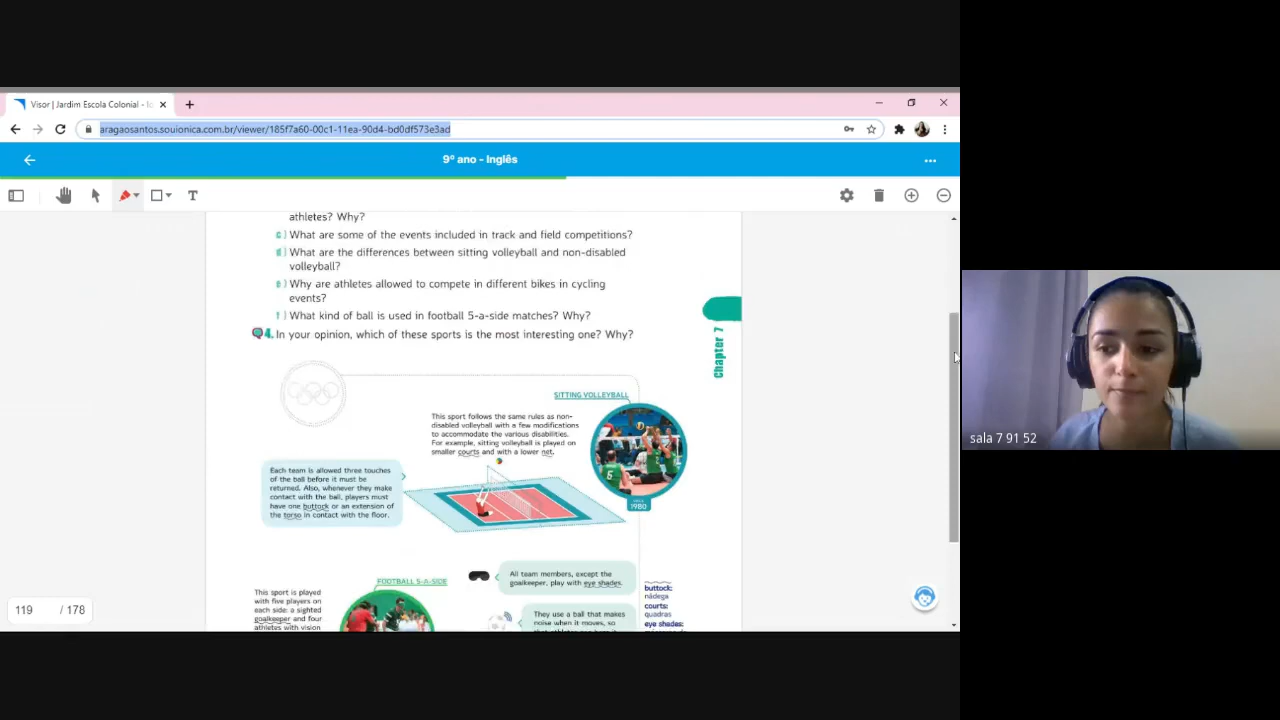 Visor | Jardim Escola Colonial - Io
aragaosantos.souionica.com.br/viewer/185f7a60-00c1-11ea-90d4-bd0df573e3ad
9º ano - Inglês
T
athletes? Why?
c) What are some of the events included in track and field competitions?
d) What are the differences between sitting volleyball and non-disabled
volleyball?
e) Why are athletes allowed to compete in different bikes in cycling
events?
f) What kind of ball is used in football 5-a-side matches? Why?
4. In your opinion, which of these sports is the most interesting one? Why?
Chapter 7
SITTING VOLLEYBALL
This sport follows the same rules as non-
disabled volleyball with a few modifications
to accommodate the various disabilities.
For example, sitting volleyball is played on
smaller courts and with a lower net.
SINCE
1980
Each team is allowed three touches
of the ball before it must be
returned. Also, whenever they make
contact with the ball, players must
have one buttock or an extension of
the torso in contact with the floor.
FOOTBALL 5-A-SIDE
This sport is played
with five players on
each side: a sighted
goalkeeper and four
athletes with vision
All team members, except the
goalkeeper, play with eye shades.
They use a ball that makes
noise when it moves, so
buttock:
nádega
courts:
quadras
eye shades:
119 / 178
sala 7 91 52